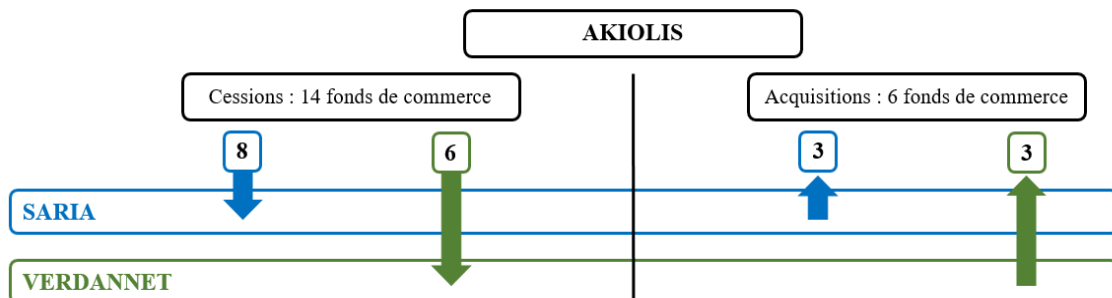 AKIOLIS
Cessions : 14 fonds de commerce
Acquisitions : 6 fonds de commerce
8
6
3
3
SARIA
VERDANNET